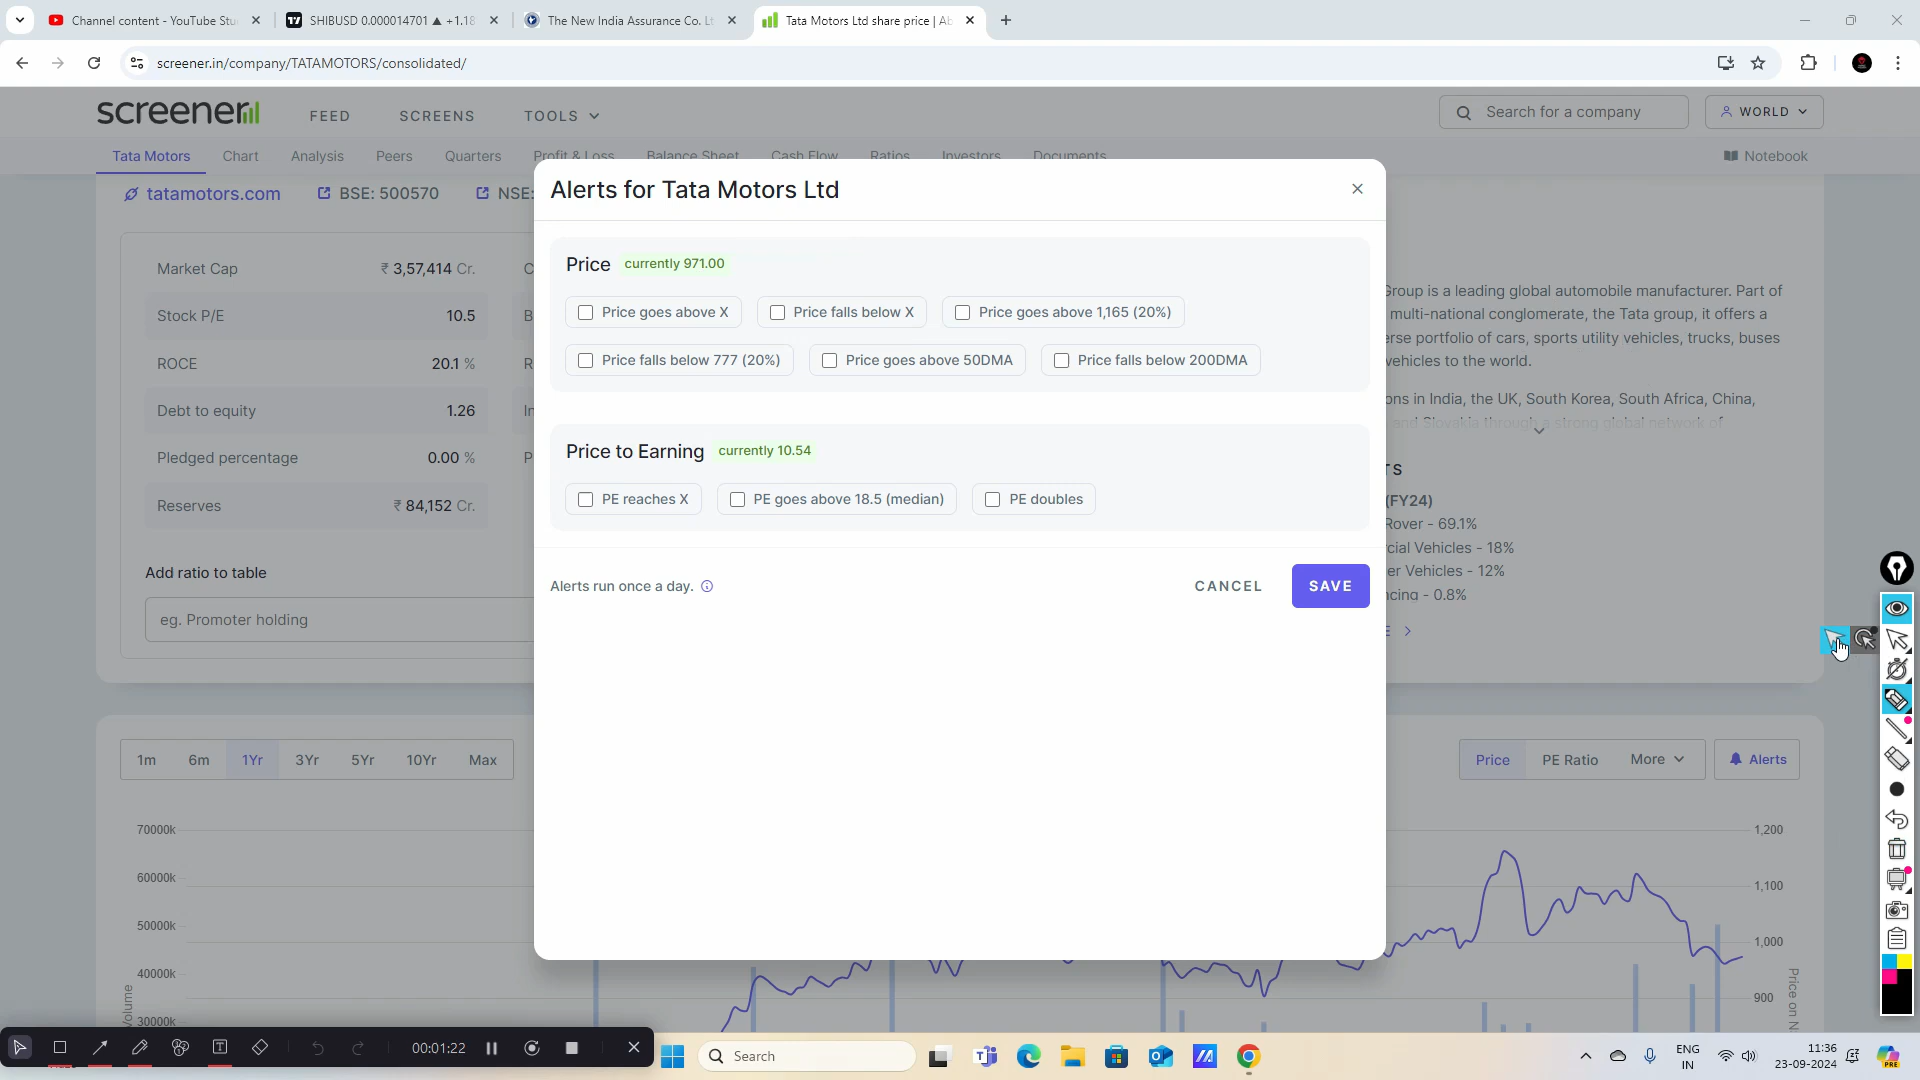 Channel content - YouTube Stu
SHIBUSD 0.000014701 ▲ +1.18
The New India Assurance Co. Lt
Tata Motors Ltd share price | Ab
screener.in/company/TATAMOTORS/consolidated/
screener
FEED
SCREENS
TOOLS
Search for a company
WORLD
Tata Motors
Chart
Analysis
Peers
Quarters
Profit & Loss
Balance Sheet
Cash Flow
Ratios
Investors
Documents
Notebook
tatamotors.com
BSE: 500570
NSE:
Market Cap ₹ 3,57,414 Cr.
Stock P/E 10.5
ROCE 20.1 %
Debt to equity 1.26
Pledged percentage 0.00 %
Reserves ₹ 84,152 Cr.
Add ratio to table
eg. Promoter holding
Alerts for Tata Motors Ltd
Price currently 971.00
Price goes above X
Price falls below X
Price goes above 1,165 (20%)
Price falls below 777 (20%)
Price goes above 50DMA
Price falls below 200DMA
Price to Earning currently 10.54
PE reaches X
PE goes above 18.5 (median)
PE doubles
Alerts run once a day.
CANCEL
SAVE
Group is a leading global automobile manufacturer. Part of
multi-national conglomerate, the Tata group, it offers a
erse portfolio of cars, sports utility vehicles, trucks, buses
vehicles to the world.
ons in India, the UK, South Korea, South Africa, China,
and Slovakia through a strong global network of
TS
(FY24)
Rover - 69.1%
cial Vehicles - 18%
er Vehicles - 12%
ncing - 0.8%
E
1m
6m
1Yr
3Yr
5Yr
10Yr
Max
Price
PE Ratio
More
Alerts
70000k
60000k
50000k
40000k
30000k
Volume
1,200
1,100
1,000
900
Price on N
00:01:22
Search
ENG
IN
11:36
23-09-2024